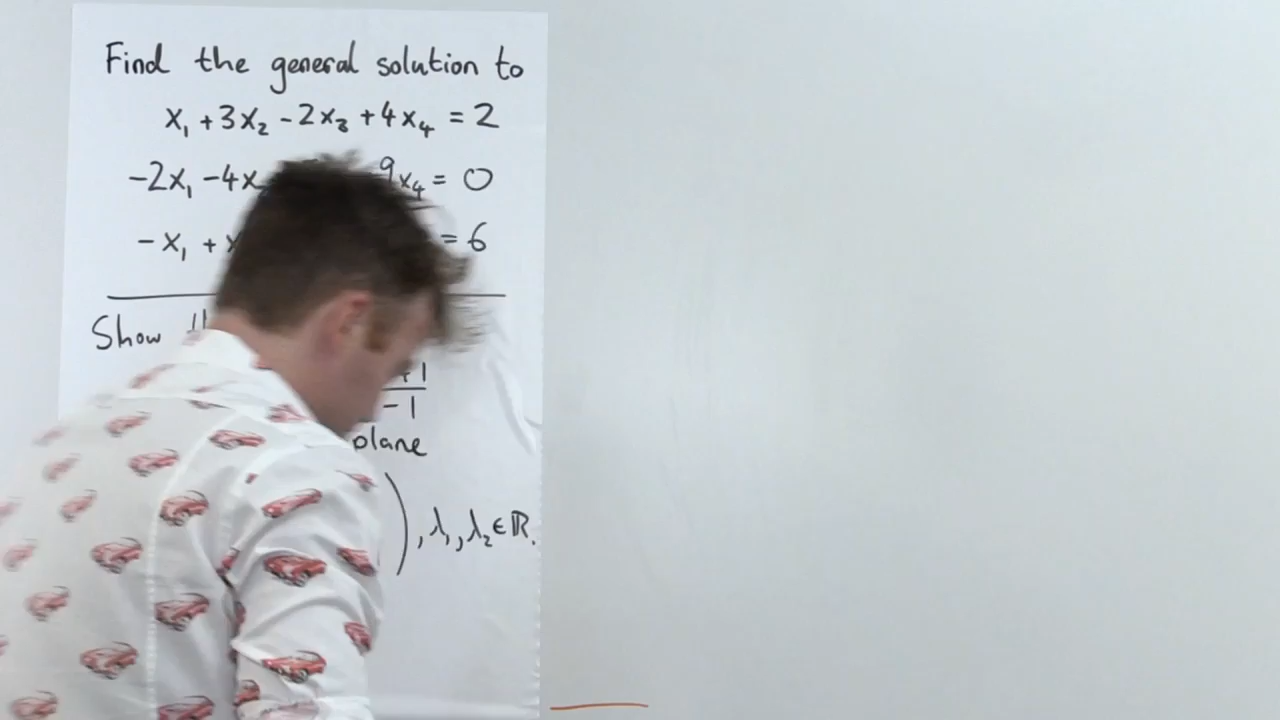 Find the general solution to
x₁ + 3x₂ - 2x₃ + 4x₄ = 2
-2x₁ - 4x 9x₄ = 0
-x₁ + x = 6
Show
+1
-1
plane
), λ₁, λ₂ ∈ ℝ.